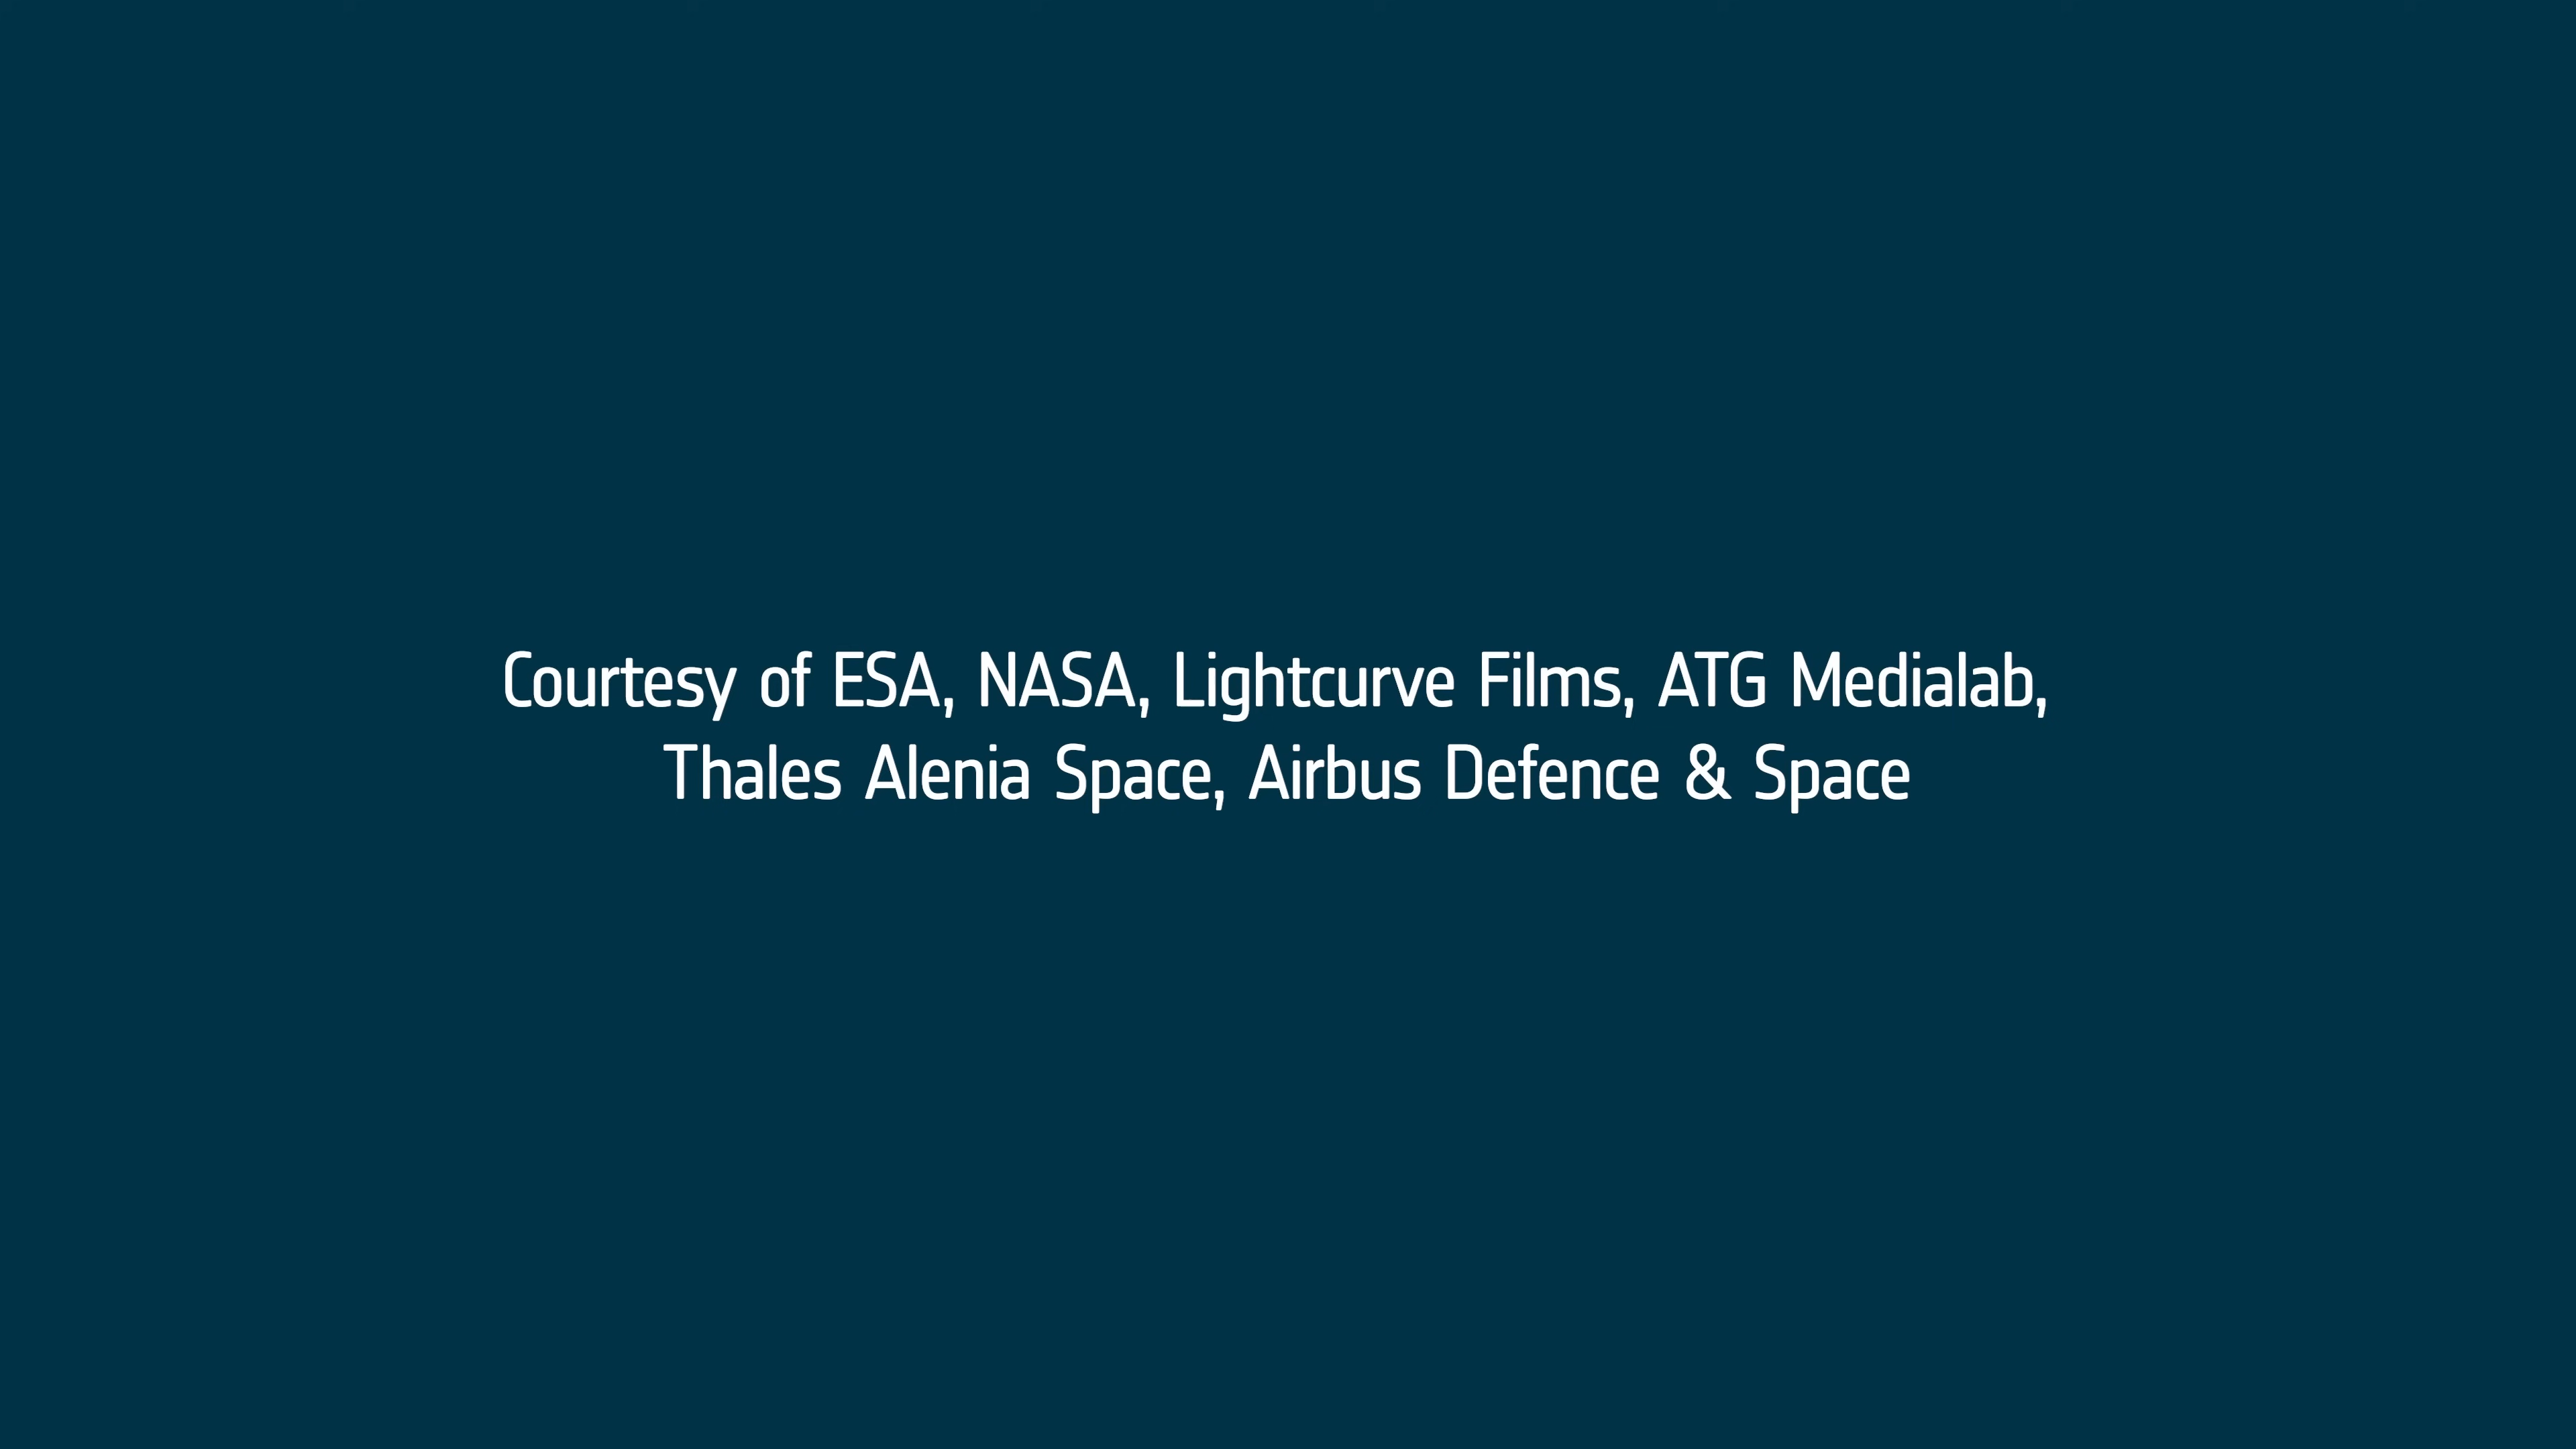 Courtesy of ESA, NASA, Lightcurve Films, ATG Medialab,
Thales Alenia Space, Airbus Defence & Space